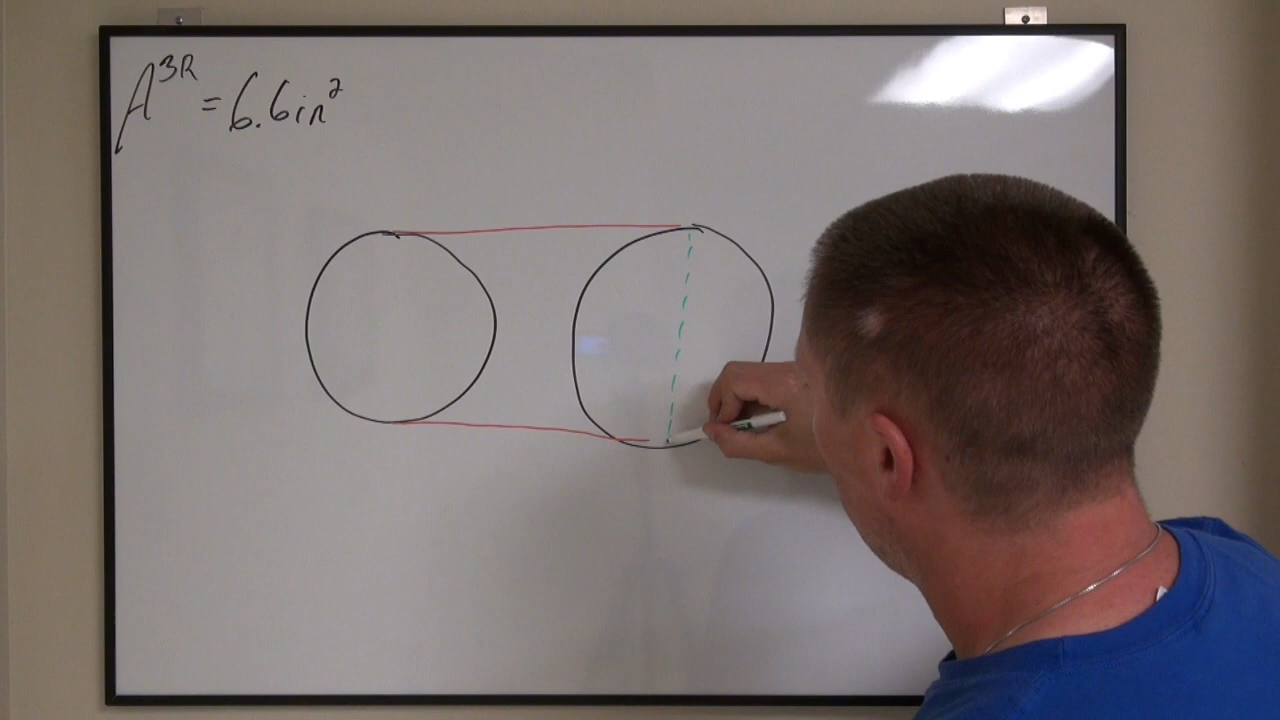 A³ᴿ = 6.6in²